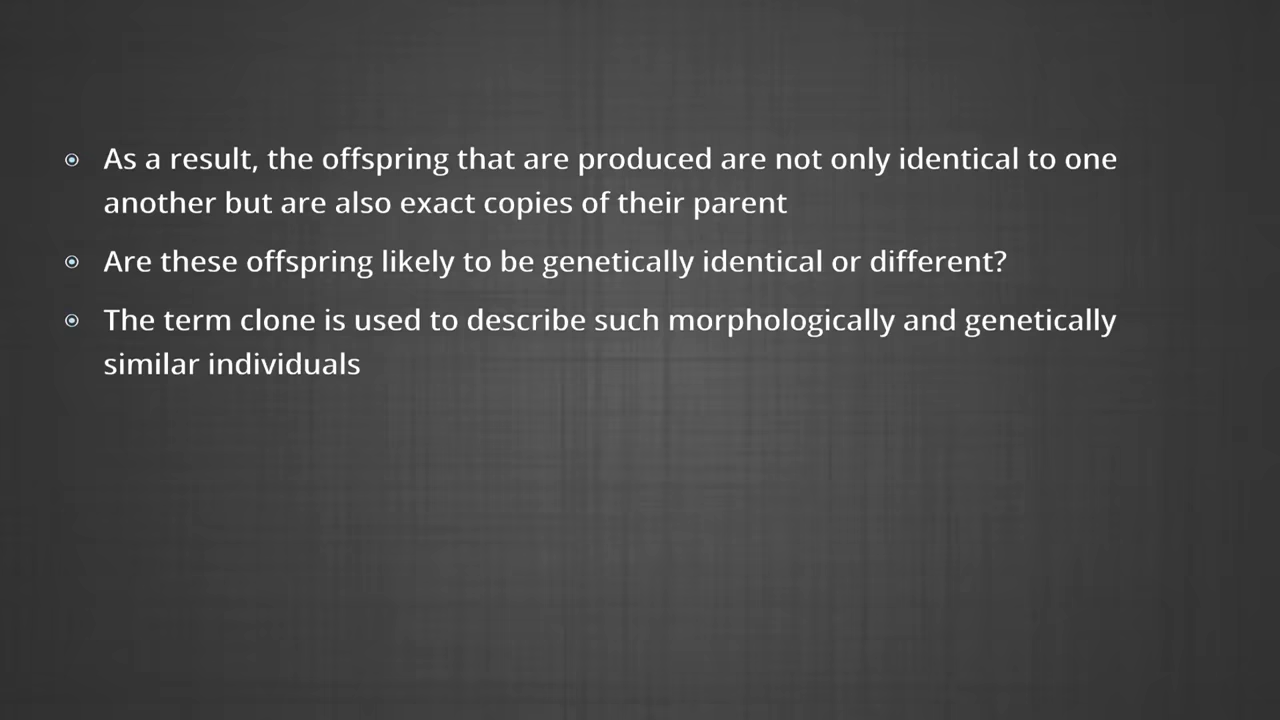 As a result, the offspring that are produced are not only identical to one
another but are also exact copies of their parent
Are these offspring likely to be genetically identical or different?
The term clone is used to describe such morphologically and genetically
similar individuals